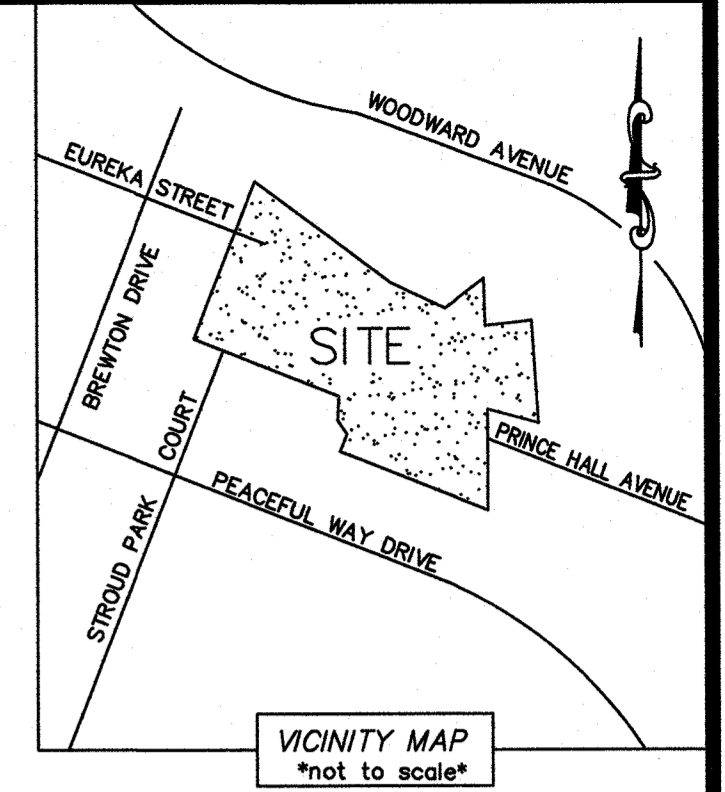 WOODWARD AVENUE
EUREKA STREET
BREWTON DRIVE
SITE
STROUD PARK COURT
PRINCE HALL AVENUE
PEACEFUL WAY DRIVE
VICINITY MAP
*not to scale*